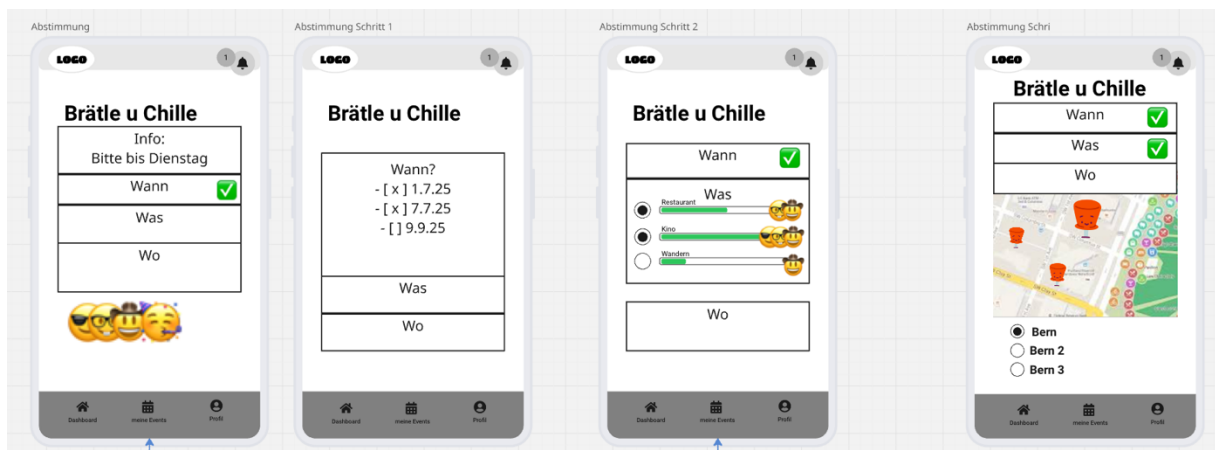 Abstimmung
LOGO
1
Brätle u Chille
Info:
Bitte bis Dienstag
Wann
Was
Wo
Dashboard
meine Events
Profil
Abstimmung Schritt 1
LOGO
1
Brätle u Chille
Wann?
- [ x ] 1.7.25
- [ x ] 7.7.25
- [ ] 9.9.25
Was
Wo
Dashboard
meine Events
Profil
Abstimmung Schritt 2
LOGO
1
Brätle u Chille
Wann
Was
Restaurant
Kino
Wandern
Wo
Dashboard
meine Events
Profil
Abstimmung Schri
LOGO
1
Brätle u Chille
Wann
Was
Wo
Bern
Bern 2
Bern 3
Dashboard
meine Events
Profil